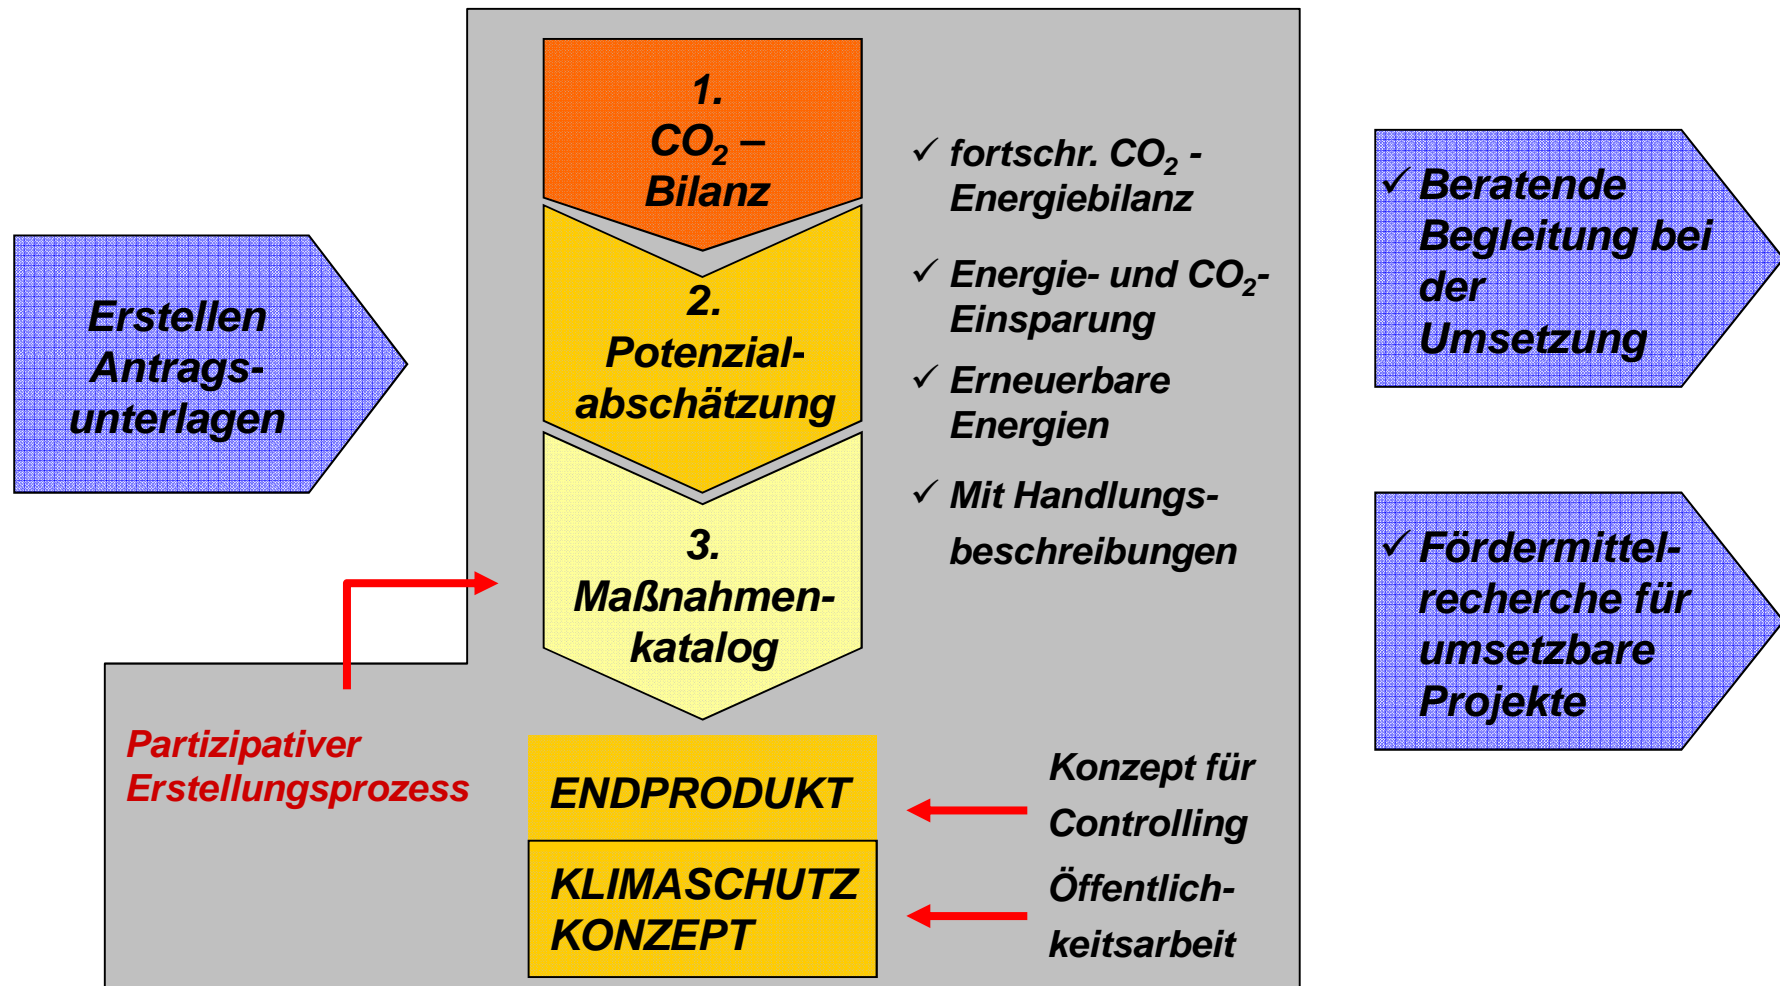 Erstellen
Antrags-
unterlagen
1.
CO₂ –
Bilanz
2.
Potenzial-
abschätzung
3.
Maßnahmen-
katalog
✓ fortschr. CO₂ -
Energiebilanz
✓ Energie- und CO₂-
Einsparung
✓ Erneuerbare
Energien
✓ Mit Handlungs-
beschreibungen
Partizipativer
Erstellungsprozess
ENDPRODUKT
KLIMASCHUTZ
KONZEPT
Konzept für
Controlling
Öffentlich-
keitsarbeit
✓ Beratende
Begleitung bei
der
Umsetzung
✓ Fördermittel-
recherche für
umsetzbare
Projekte